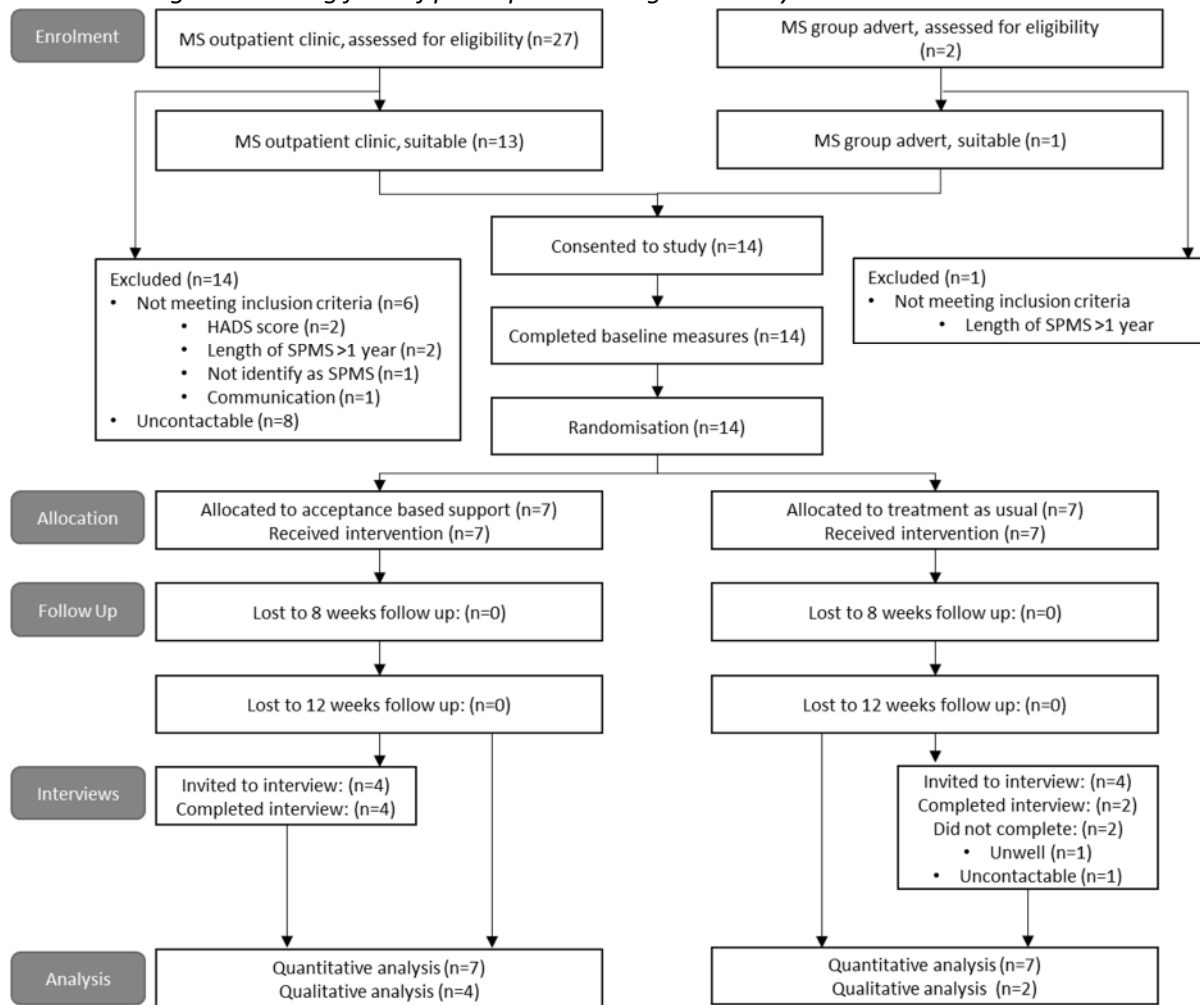 Enrolment
MS outpatient clinic, assessed for eligibility (n=27)
MS group advert, assessed for eligibility
(n=2)
MS outpatient clinic, suitable (n=13)
MS group advert, suitable (n=1)
Consented to study (n=14)
Excluded (n=14)
• Not meeting inclusion criteria (n=6)
• HADS score (n=2)
• Length of SPMS >1 year (n=2)
• Not identify as SPMS (n=1)
• Communication (n=1)
• Uncontactable (n=8)
Excluded (n=1)
• Not meeting inclusion criteria
• Length of SPMS >1 year
Completed baseline measures (n=14)
Randomisation (n=14)
Allocation
Allocated to acceptance based support (n=7)
Received intervention (n=7)
Allocated to treatment as usual (n=7)
Received intervention (n=7)
Follow Up
Lost to 8 weeks follow up: (n=0)
Lost to 8 weeks follow up: (n=0)
Lost to 12 weeks follow up: (n=0)
Lost to 12 weeks follow up: (n=0)
Interviews
Invited to interview: (n=4)
Completed interview: (n=4)
Invited to interview: (n=4)
Completed interview: (n=2)
Did not complete: (n=2)
• Unwell (n=1)
• Uncontactable (n=1)
Analysis
Quantitative analysis (n=7)
Qualitative analysis (n=4)
Quantitative analysis (n=7)
Qualitative analysis (n=2)